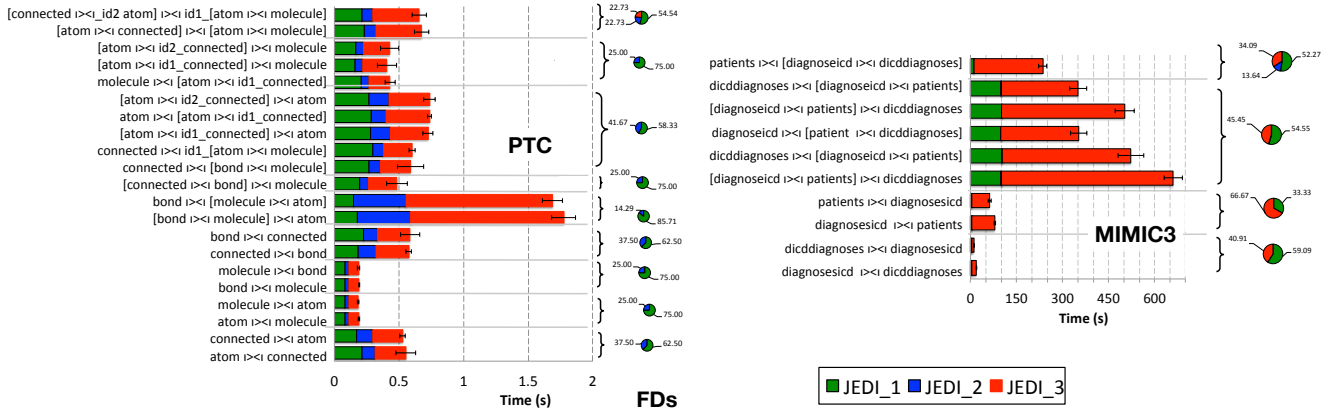 [connected ı><ı_id2 atom] ı><ı id1_[atom ı><ı molecule]
[atom ı><ı connected] ı><ı [atom ı><ı molecule]
[atom ı><ı id2_connected] ı><ı molecule
[atom ı><ı id1_connected] ı><ı molecule
molecule ı><ı [atom ı><ı id1_connected]
[atom ı><ı id2_connected] ı><ı atom
atom ı><ı [atom ı><ı id1_connected]
[atom ı><ı id1_connected] ı><ı atom
connected ı><ı id1_[atom ı><ı molecule]
connected ı><ı [bond ı><ı molecule]
[connected ı><ı bond] ı><ı molecule
bond ı><ı [molecule ı><ı atom]
[bond ı><ı molecule] ı><ı atom
bond ı><ı connected
connected ı><ı bond
molecule ı><ı bond
bond ı><ı molecule
molecule ı><ı atom
atom ı><ı molecule
connected ı><ı atom
atom ı><ı connected
0 0.5 1 1.5 2
Time (s)
PTC
FDs
22.73
22.73
54.54
25.00
75.00
41.67
58.33
25.00
75.00
14.29
85.71
37.50
62.50
25.00
75.00
25.00
75.00
37.50
62.50
patients ı><ı [diagnoseicd ı><ı dicddiagnoses]
dicddiagnoses ı><ı [diagnoseicd ı><ı patients]
[diagnoseicd ı><ı patients] ı><ı dicddiagnoses
diagnoseicd ı><ı [patient ı><ı dicddiagnoses]
dicddiagnoses ı><ı [diagnoseicd ı><ı patients]
[diagnoseicd ı><ı patients] ı><ı dicddiagnoses
patients ı><ı diagnosesicd
diagnosesicd ı><ı patients
dicddiagnoses ı><ı diagnosesicd
diagnosesicd ı><ı dicddiagnoses
0 150 300 450 600
Time (s)
MIMIC3
34.09
13.64
52.27
45.45
54.55
66.67
33.33
40.91
59.09
JEDI_1 JEDI_2 JEDI_3